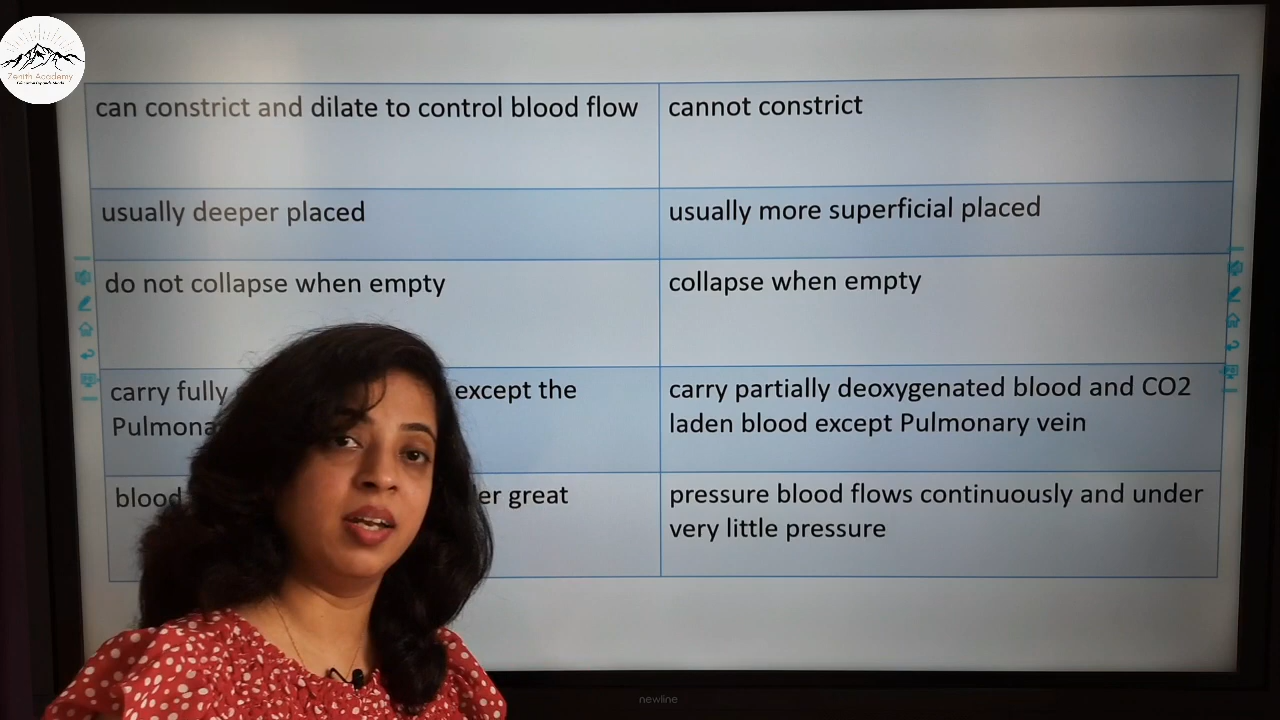 Zenith Academy
can constrict and dilate to control blood flow
cannot constrict
usually deeper placed
usually more superficial placed
do not collapse when empty
collapse when empty
carry fully except the
carry partially deoxygenated blood and CO2
laden blood except Pulmonary vein
blood great
pressure blood flows continuously and under
very little pressure
newline